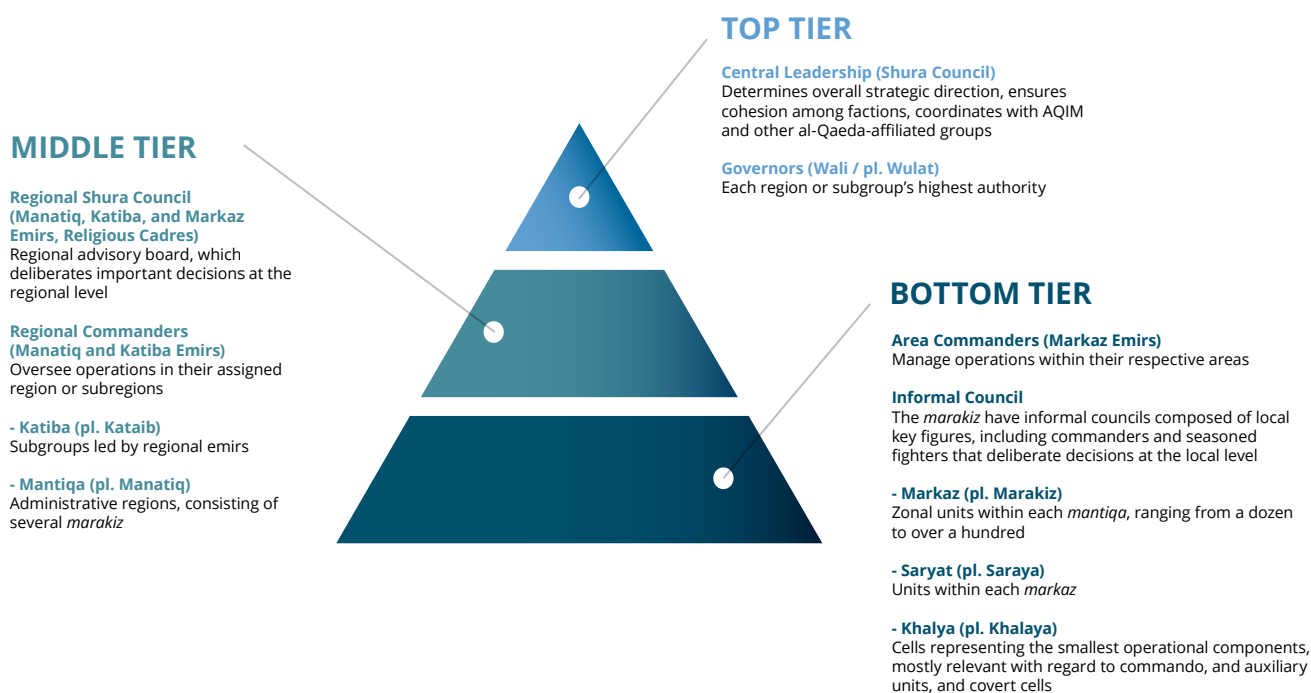 TOP TIER
Central Leadership (Shura Council)
Determines overall strategic direction, ensures
cohesion among factions, coordinates with AQIM
and other al-Qaeda-affiliated groups
Governors (Wali / pl. Wulat)
Each region or subgroup’s highest authority
MIDDLE TIER
Regional Shura Council
(Manatiq, Katiba, and Markaz
Emirs, Religious Cadres)
Regional advisory board, which
deliberates important decisions at the
regional level
Regional Commanders
(Manatiq and Katiba Emirs)
Oversee operations in their assigned
region or subregions
- Katiba (pl. Kataib)
Subgroups led by regional emirs
- Mantiqa (pl. Manatiq)
Administrative regions, consisting of
several marakiz
BOTTOM TIER
Area Commanders (Markaz Emirs)
Manage operations within their respective areas
Informal Council
The marakiz have informal councils composed of local
key figures, including commanders and seasoned
fighters that deliberate decisions at the local level
- Markaz (pl. Marakiz)
Zonal units within each mantiqa, ranging from a dozen
to over a hundred
- Saryat (pl. Saraya)
Units within each markaz
- Khalya (pl. Khalaya)
Cells representing the smallest operational components,
mostly relevant with regard to commando, and auxiliary
units, and covert cells